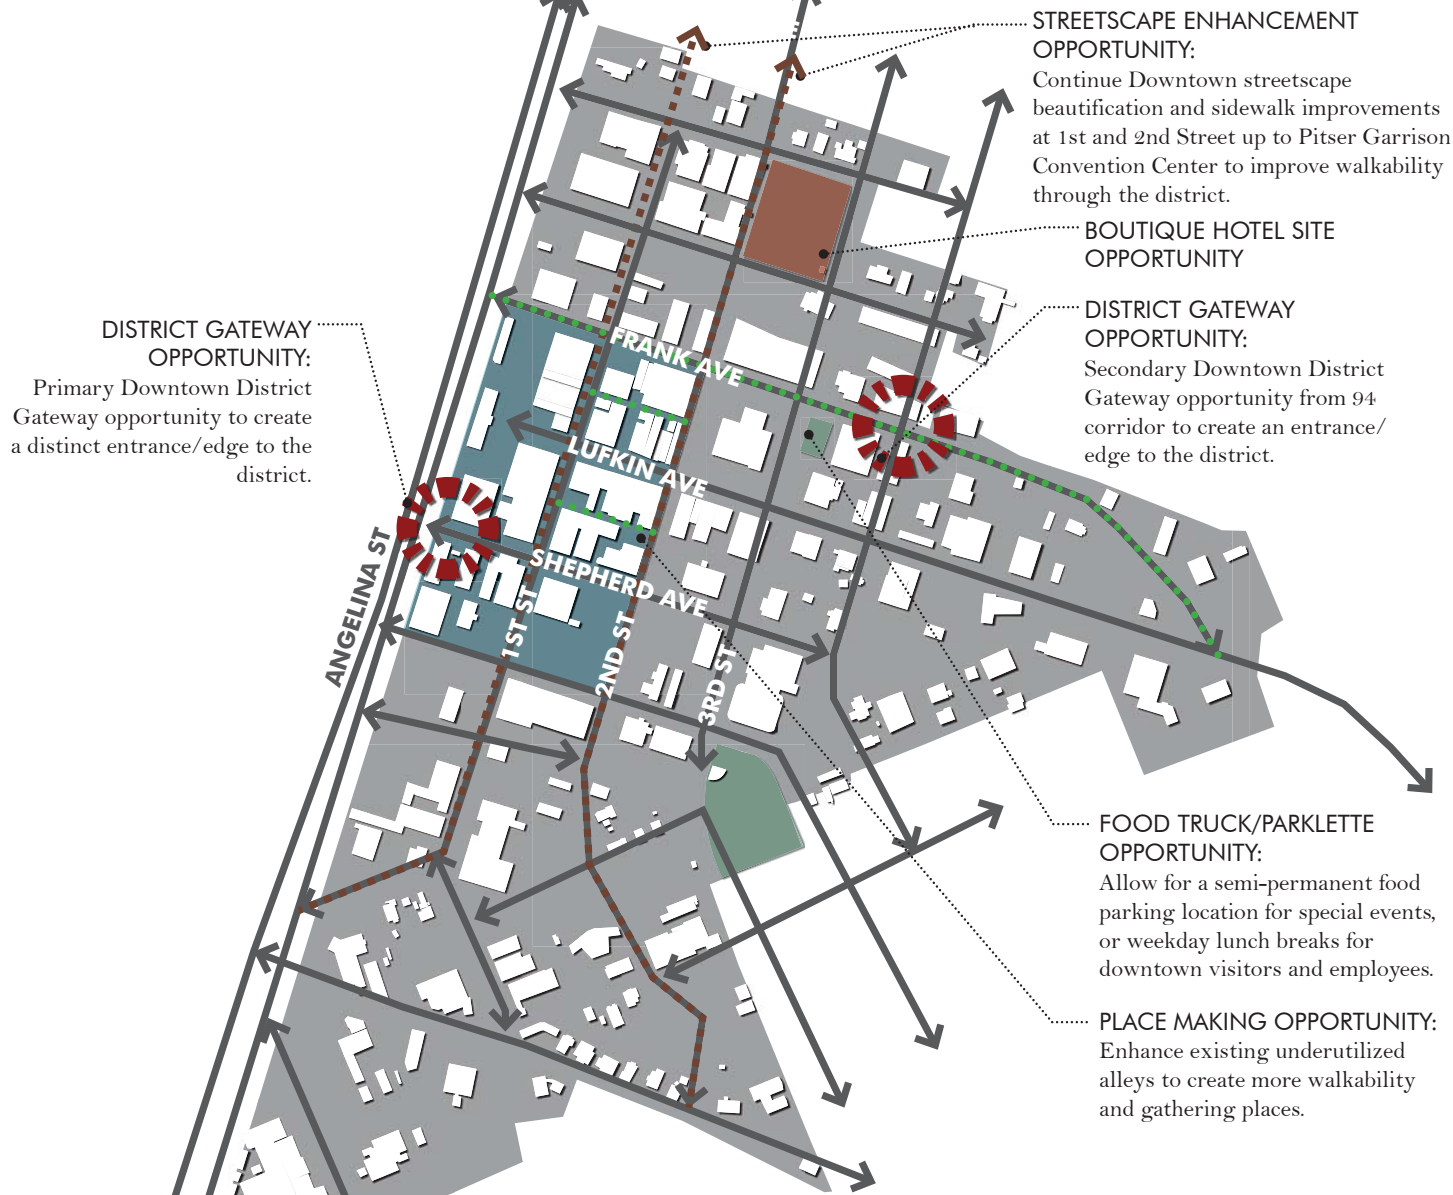 STREETSCAPE ENHANCEMENT
OPPORTUNITY:
Continue Downtown streetscape
beautification and sidewalk improvements
at 1st and 2nd Street up to Pitser Garrison
Convention Center to improve walkability
through the district.
BOUTIQUE HOTEL SITE
OPPORTUNITY
DISTRICT GATEWAY
OPPORTUNITY:
Secondary Downtown District
Gateway opportunity from 94
corridor to create an entrance/
edge to the district.
DISTRICT GATEWAY
OPPORTUNITY:
Primary Downtown District
Gateway opportunity to create
a distinct entrance/edge to the
district.
FRANK AVE
LUFKIN AVE
SHEPHERD AVE
ANGELINA ST
1ST ST
2ND ST
3RD ST
FOOD TRUCK/PARKLETTE
OPPORTUNITY:
Allow for a semi-permanent food
parking location for special events,
or weekday lunch breaks for
downtown visitors and employees.
PLACE MAKING OPPORTUNITY:
Enhance existing underutilized
alleys to create more walkability
and gathering places.